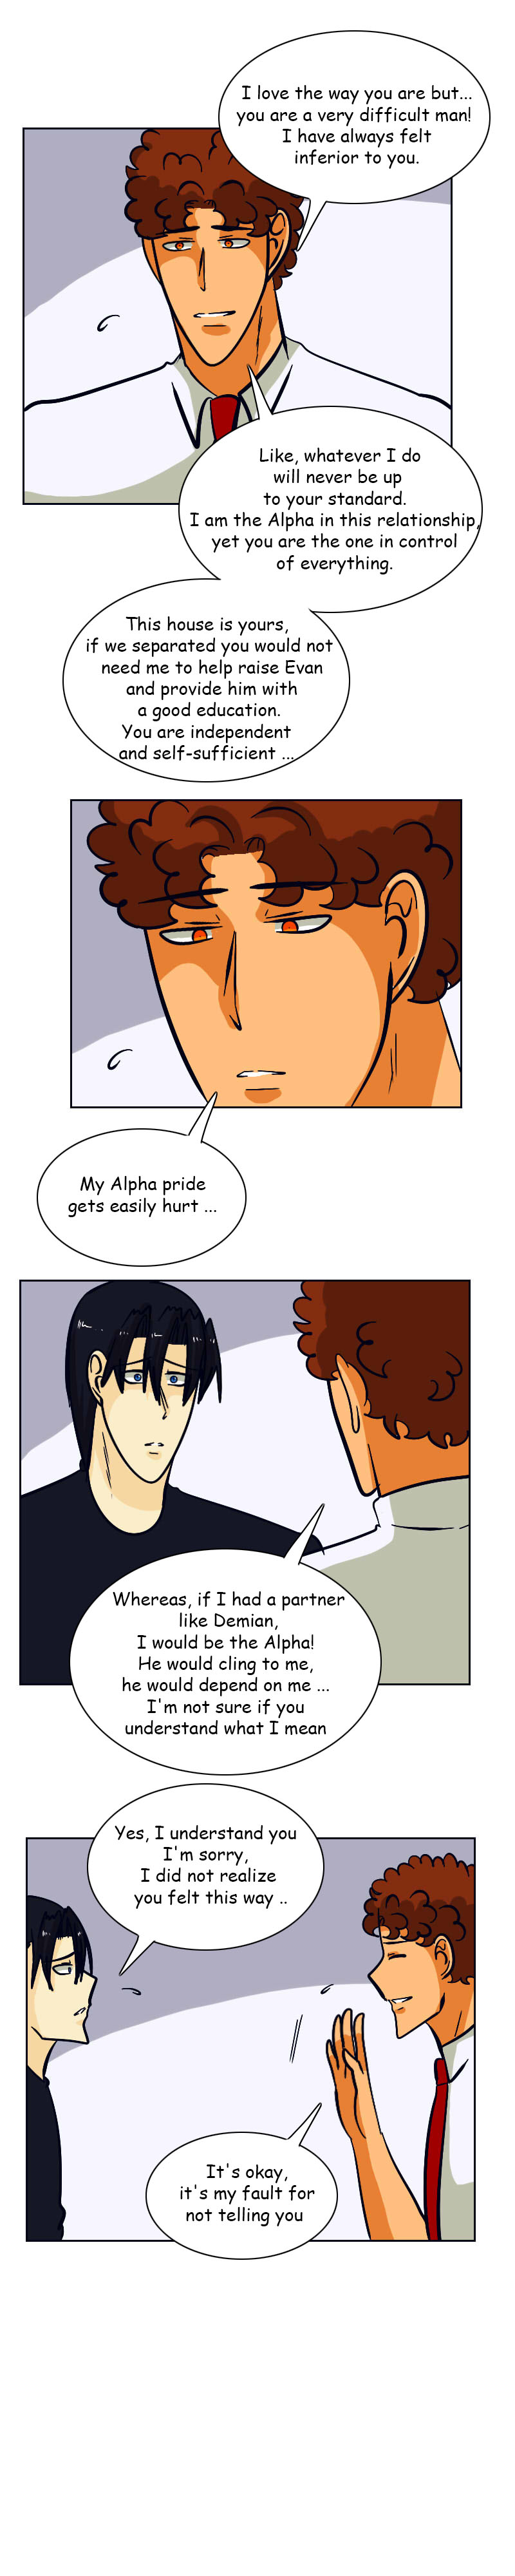 I love the way you are but...
you are a very difficult man!
I have always felt
inferior to you.
Like, whatever I do
will never be up
to your standard.
I am the Alpha in this relationship,
yet you are the one in control
of everything.
This house is yours,
if we separated you would not
need me to help raise Evan
and provide him with
a good education.
You are independent
and self-sufficient ...
My Alpha pride
gets easily hurt ...
Whereas, if I had a partner
like Demian,
I would be the Alpha!
He would cling to me,
he would depend on me ...
I'm not sure if you
understand what I mean
Yes, I understand you
I'm sorry,
I did not realize
you felt this way ..
It's okay,
it's my fault for
not telling you